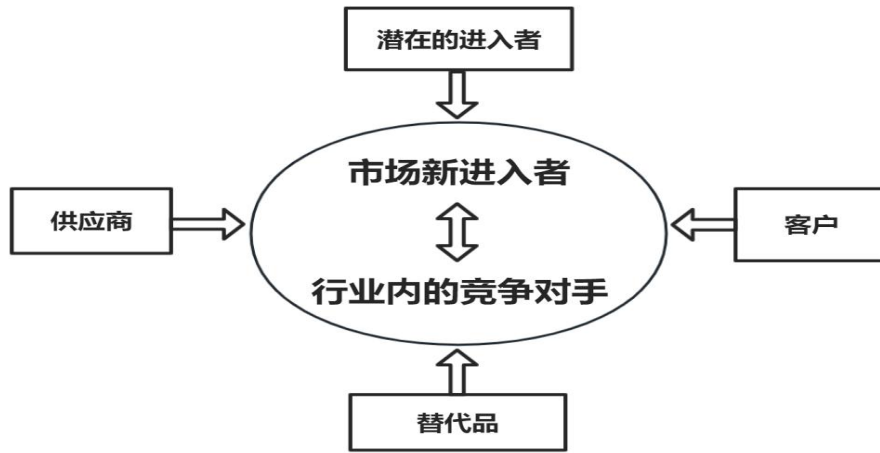 潜在的进入者
市场新进入者
供应商
客户
行业内的竞争对手
替代品